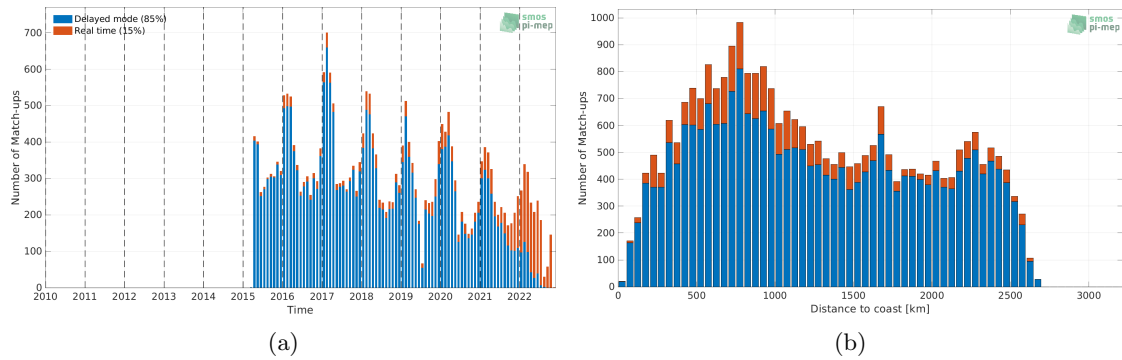 Delayed mode (85%)
Real time (15%)
smos
pi-mep
Number of Match-ups
700
600
500
400
300
200
100
0
2010 2011 2012 2013 2014 2015 2016 2017 2018 2019 2020 2021 2022
Time
(a)
smos
pi-mep
Number of Match-ups
1000
900
800
700
600
500
400
300
200
100
0
0 500 1000 1500 2000 2500 3000
Distance to coast [km]
(b)